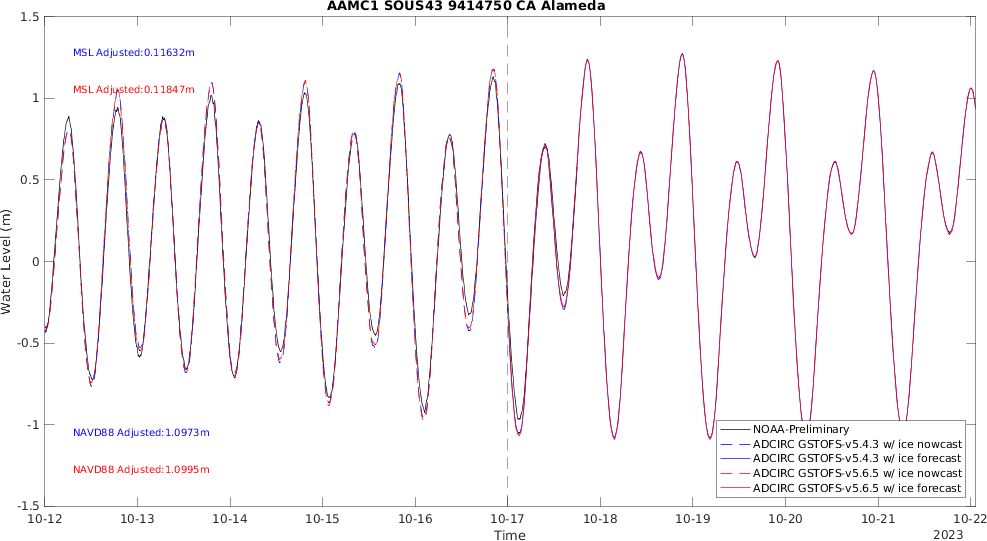 AAMC1 SOUS43 9414750 CA Alameda
1.5
1
0.5
0
-0.5
-1
-1.5
Water Level (m)
MSL Adjusted:0.11632m
MSL Adjusted:0.11847m
NAVD88 Adjusted:1.0973m
NAVD88 Adjusted:1.0995m
NOAA-Preliminary
ADCIRC GSTOFS-v5.4.3 w/ ice nowcast
ADCIRC GSTOFS-v5.4.3 w/ ice forecast
ADCIRC GSTOFS-v5.6.5 w/ ice nowcast
ADCIRC GSTOFS-v5.6.5 w/ ice forecast
10-12 10-13 10-14 10-15 10-16 10-17 10-18 10-19 10-20 10-21 10-22
Time
2023